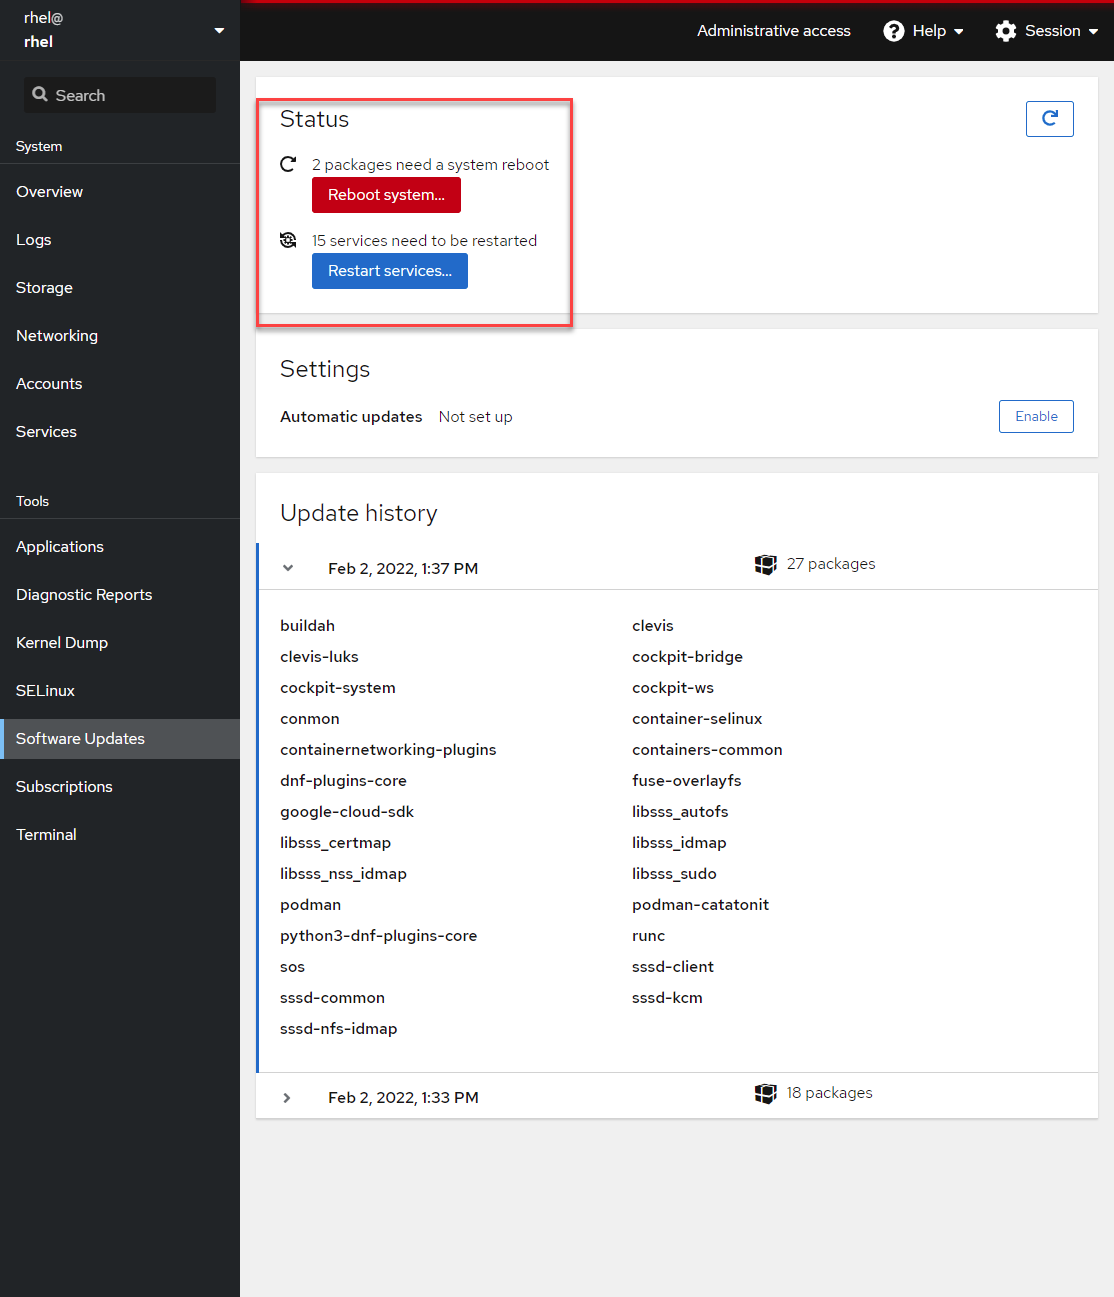 rhel@
rhel
Administrative access
Help
Session
Search
System
Overview
Logs
Storage
Networking
Accounts
Services
Tools
Applications
Diagnostic Reports
Kernel Dump
SELinux
Software Updates
Subscriptions
Terminal
Status
2 packages need a system reboot
Reboot system...
15 services need to be restarted
Restart services...
Settings
Automatic updates Not set up
Enable
Update history
Feb 2, 2022, 1:37 PM 27 packages
buildah clevis
clevis-luks cockpit-bridge
cockpit-system cockpit-ws
conmon container-selinux
containernetworking-plugins containers-common
dnf-plugins-core fuse-overlayfs
google-cloud-sdk libsss_autofs
libsss_certmap libsss_idmap
libsss_nss_idmap libsss_sudo
podman podman-catatonit
python3-dnf-plugins-core runc
sos sssd-client
sssd-common sssd-kcm
sssd-nfs-idmap
Feb 2, 2022, 1:33 PM 18 packages